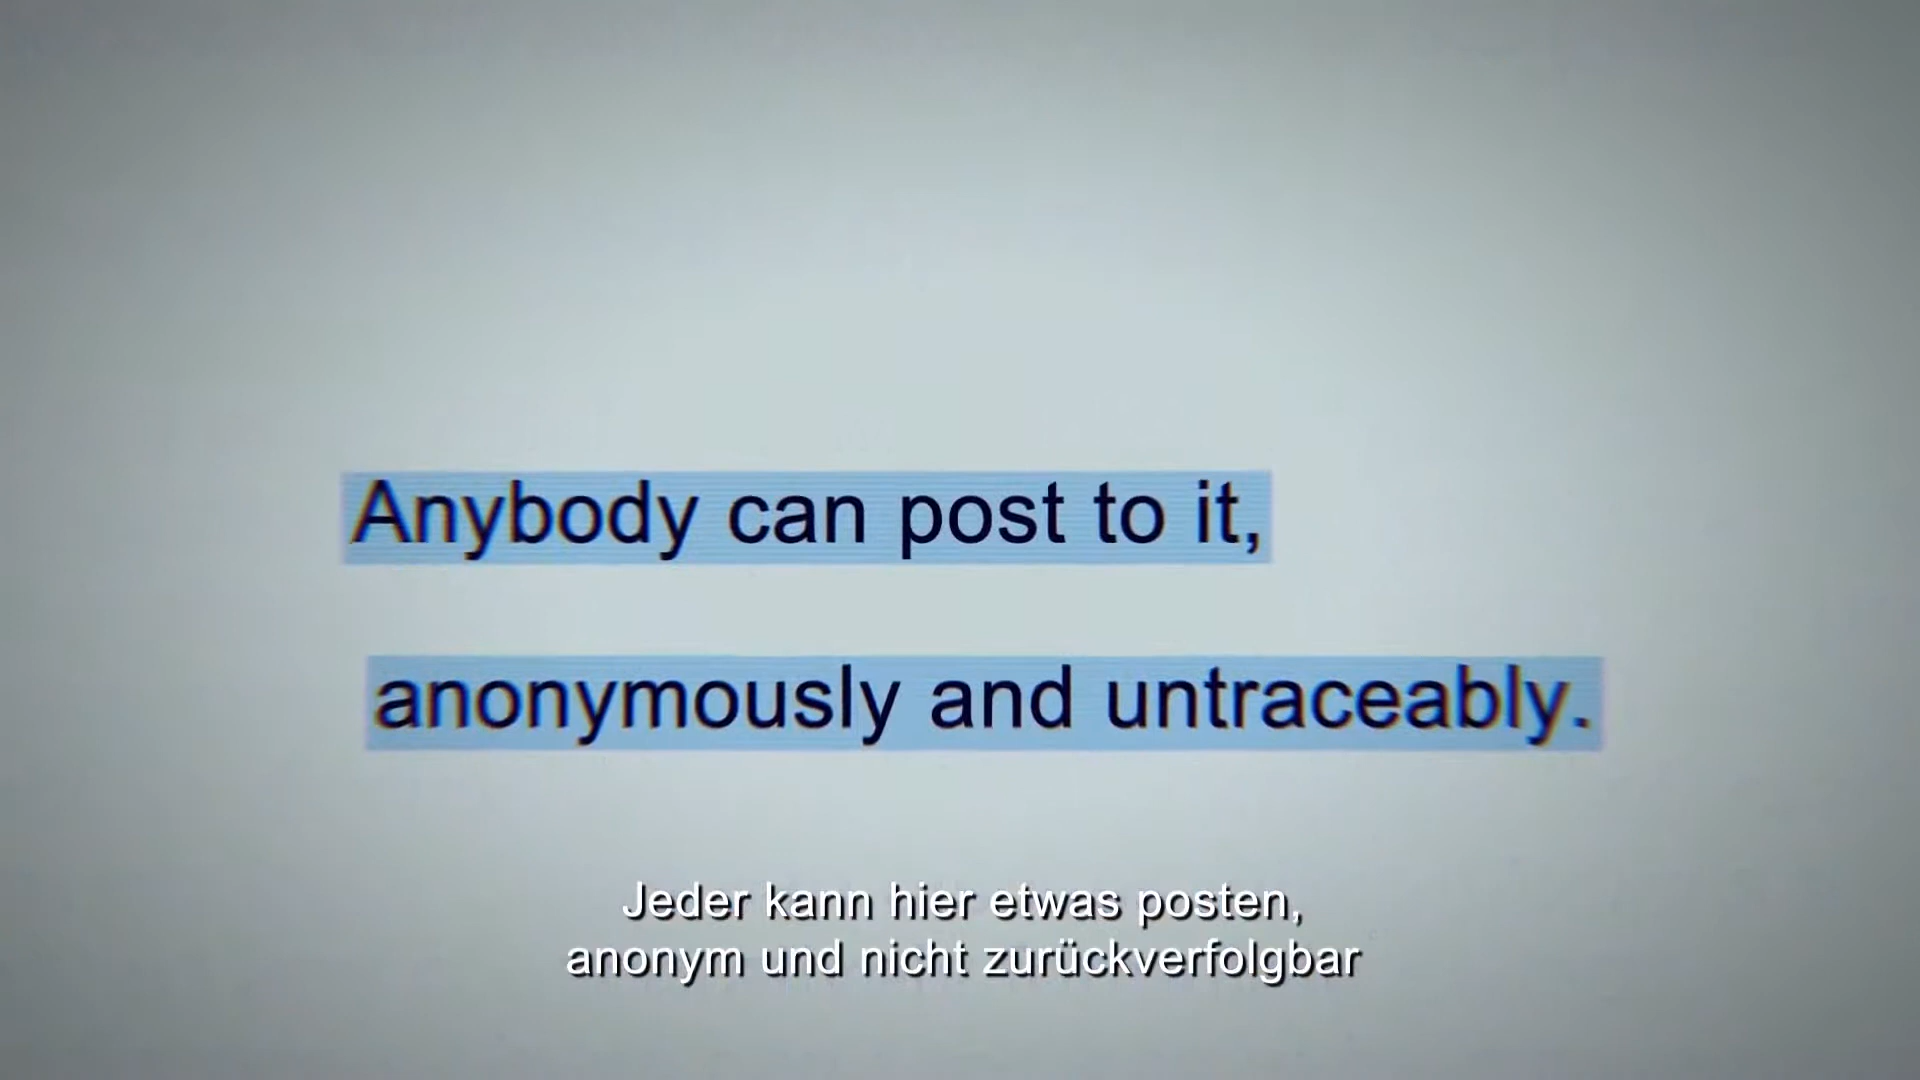 Anybody can post to it,
anonymously and untraceably.
Jeder kann hier etwas posten,
anonym und nicht zurückverfolgbar